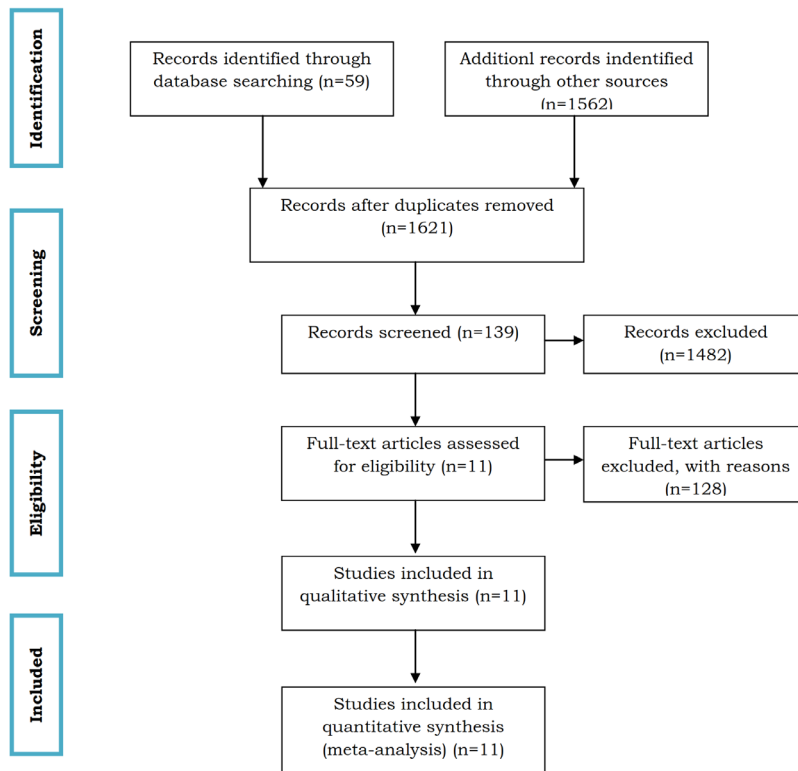 Identification
Records identified through
database searching (n=59)
Additionl records indentified
through other sources
(n=1562)
Records after duplicates removed
(n=1621)
Screening
Records screened (n=139)
Records excluded
(n=1482)
Eligibility
Full-text articles assessed
for eligibility (n=11)
Full-text articles
excluded, with reasons
(n=128)
Studies included in
qualitative synthesis (n=11)
Included
Studies included in
quantitative synthesis
(meta-analysis) (n=11)